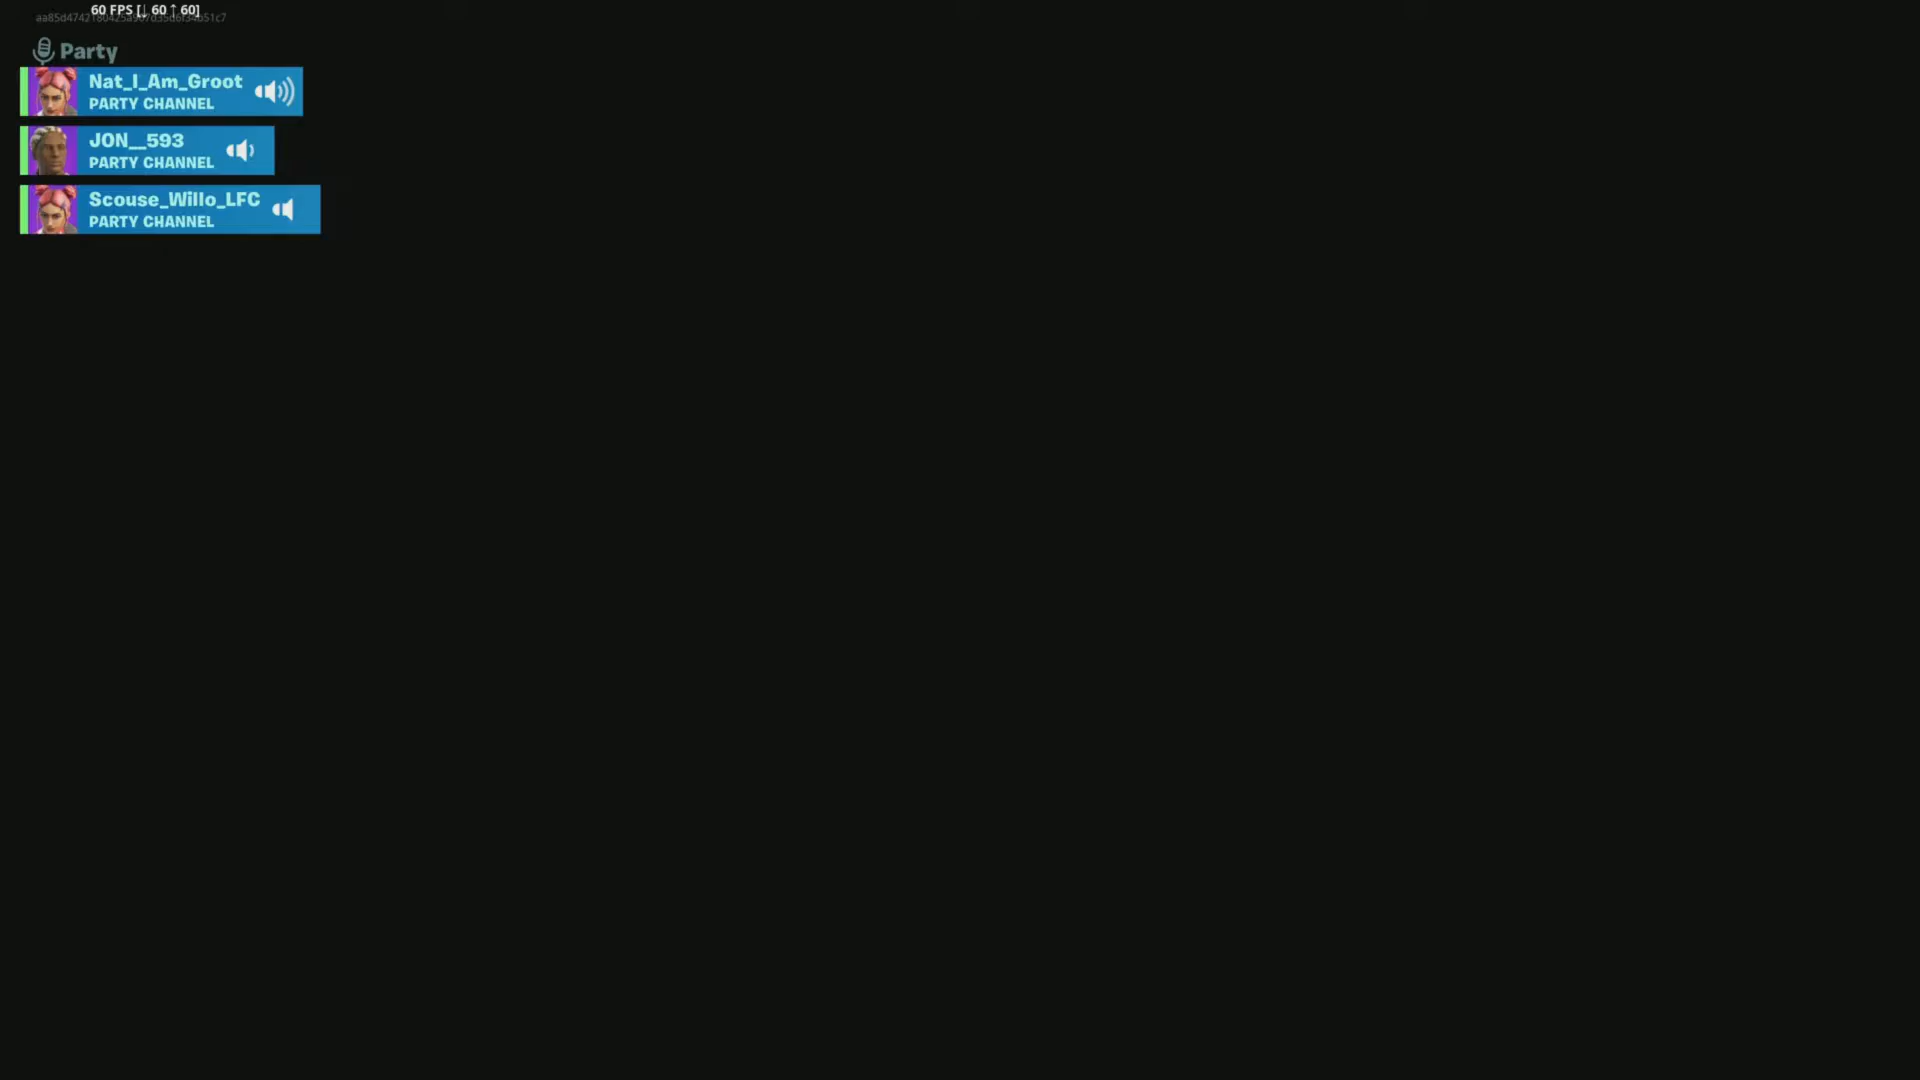 60 FPS [↓ 60 ↑ 60]
Party
Nat_I_Am_Groot
PARTY CHANNEL
JON__593
PARTY CHANNEL
Scouse_Willo_LFC
PARTY CHANNEL